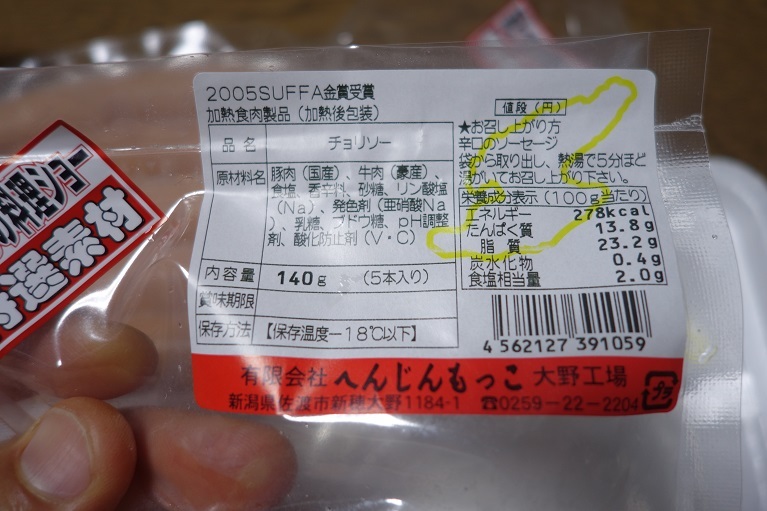 2005SUFFA金賞受賞
加熱食肉製品(加熱後包装)
品名 チョリソー
原材料名 豚肉(国産)、牛肉(豪産)、
食塩、香辛料、砂糖、リン酸塩
(Na)、発色剤(亜硝酸Na
)、乳糖、ブドウ糖、pH調整
剤、酸化防止剤(V・C)
内容量 140g (5本入り)
賞味期限
保存方法 【保存温度-18℃以下】
値段(円)
★お召し上がり方
辛口のソーセージ
袋から取り出し、熱湯で5分ほど
湯がいてお召し上がり下さい。
栄養成分表示(100g当たり)
エネルギー 278kcal
たんぱく質 13.8g
脂質 23.2g
炭水化物 0.4g
食塩相当量 2.0g
4 562127 391059
有限会社 へんじんもっこ 大野工場
新潟県佐渡市新穂大野1184-1 ☎0259-22-2204
プラ
料理ショー
選素材